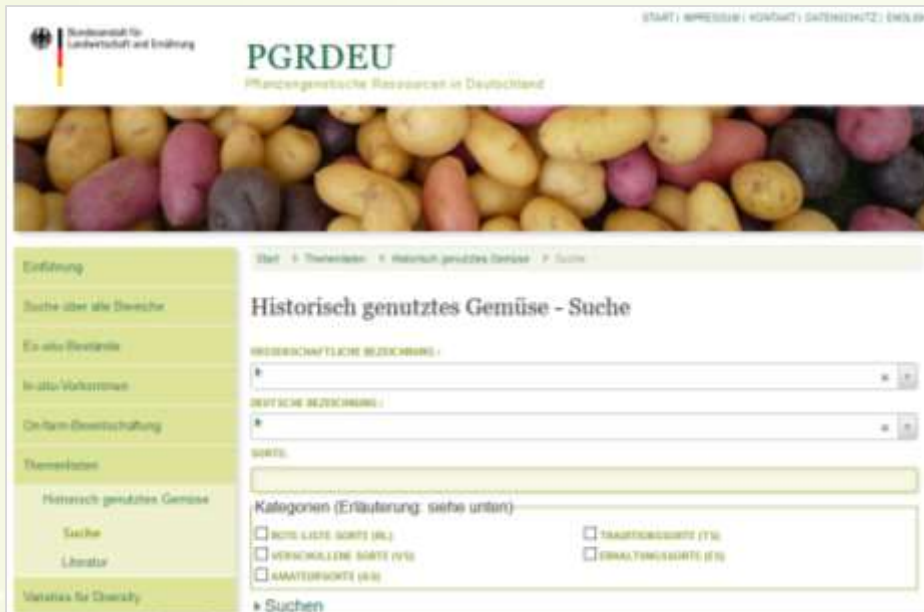 START | IMPRESSUM | KONTAKT | DATENSCHUTZ | ENGLISH
Bundesanstalt für
Landwirtschaft und Ernährung
PGRDEU
Pflanzengenetische Ressourcen in Deutschland
Einführung
Suche über alle Bereiche
Ex-situ-Bestände
In-situ-Vorkommen
On-farm-Bewirtschaftung
Themendaten
Historisch genutztes Gemüse
Suche
Literatur
Varieties for Diversity
Start Themendaten Historisch genutztes Gemüse Suche
Historisch genutztes Gemüse - Suche
WISSENSCHAFTLICHE BEZEICHNUNG:
*
DEUTSCHE BEZEICHNUNG:
*
SORTE:
Kategorien (Erläuterung: siehe unten)
ROTE LISTE SORTE (RL) TRADITIONSSORTE (TS)
VERSCHOLLENE SORTE (VS) ERHALTUNGSSORTE (ES)
AMATEURSORTE (AS)
Suchen